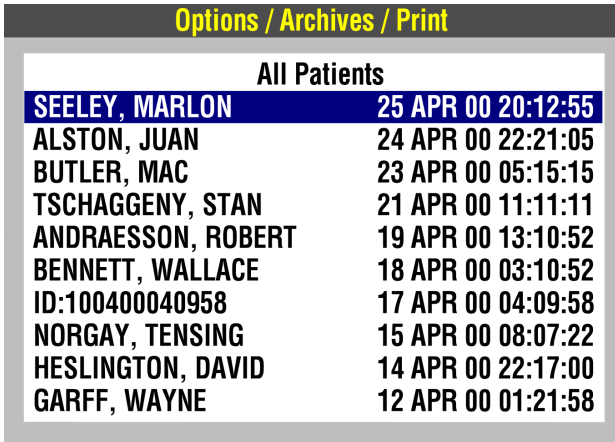 Options / Archives / Print
All Patients
SEELEY, MARLON 25 APR 00 20:12:55
ALSTON, JUAN 24 APR 00 22:21:05
BUTLER, MAC 23 APR 00 05:15:15
TSCHAGGENY, STAN 21 APR 00 11:11:11
ANDRAESSON, ROBERT 19 APR 00 13:10:52
BENNETT, WALLACE 18 APR 00 03:10:52
ID:100400040958 17 APR 00 04:09:58
NORGAY, TENSING 15 APR 00 08:07:22
HESLINGTON, DAVID 14 APR 00 22:17:00
GARFF, WAYNE 12 APR 00 01:21:58